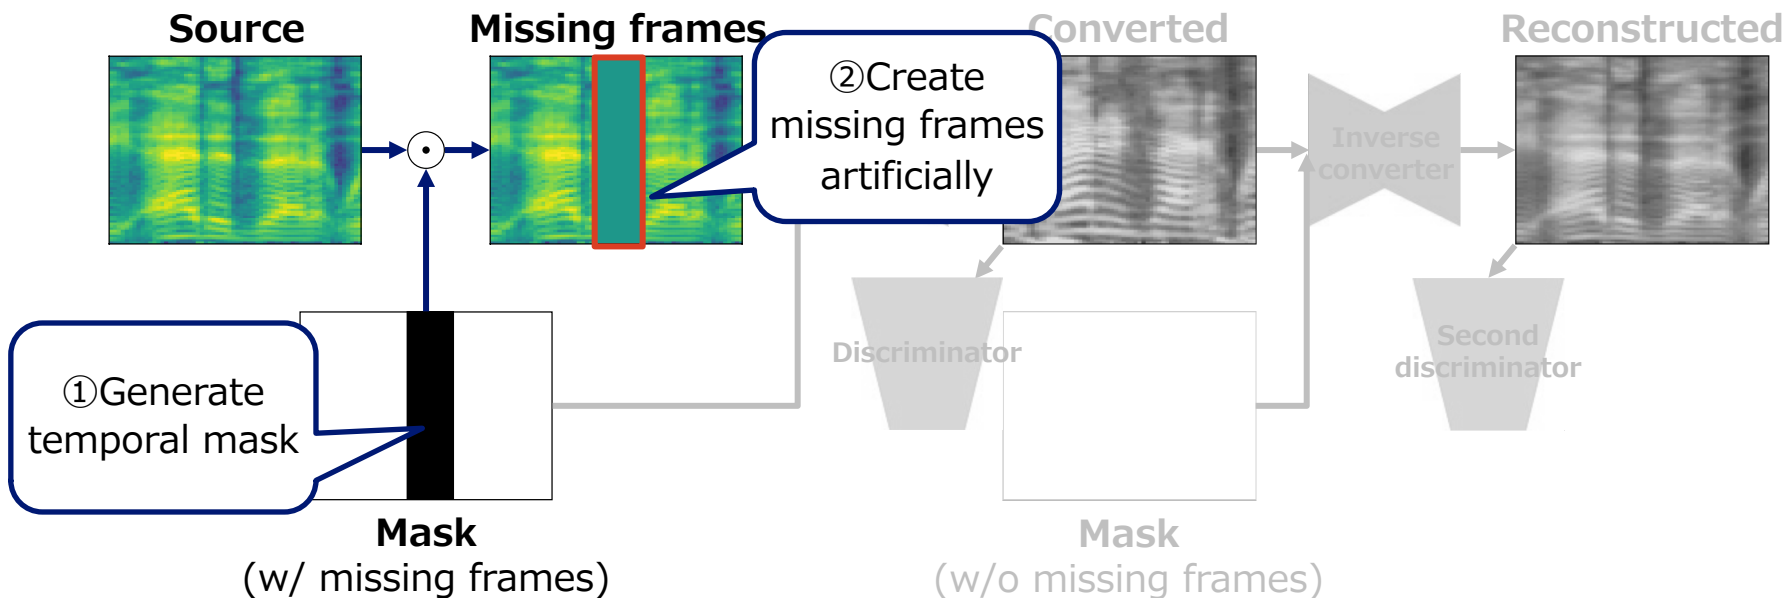 Source
Missing frames
Converted
Reconstructed
②Create
missing frames
artificially
Inverse
converter
①Generate
temporal mask
Discriminator
Second
discriminator
Mask
(w/ missing frames)
Mask
(w/o missing frames)